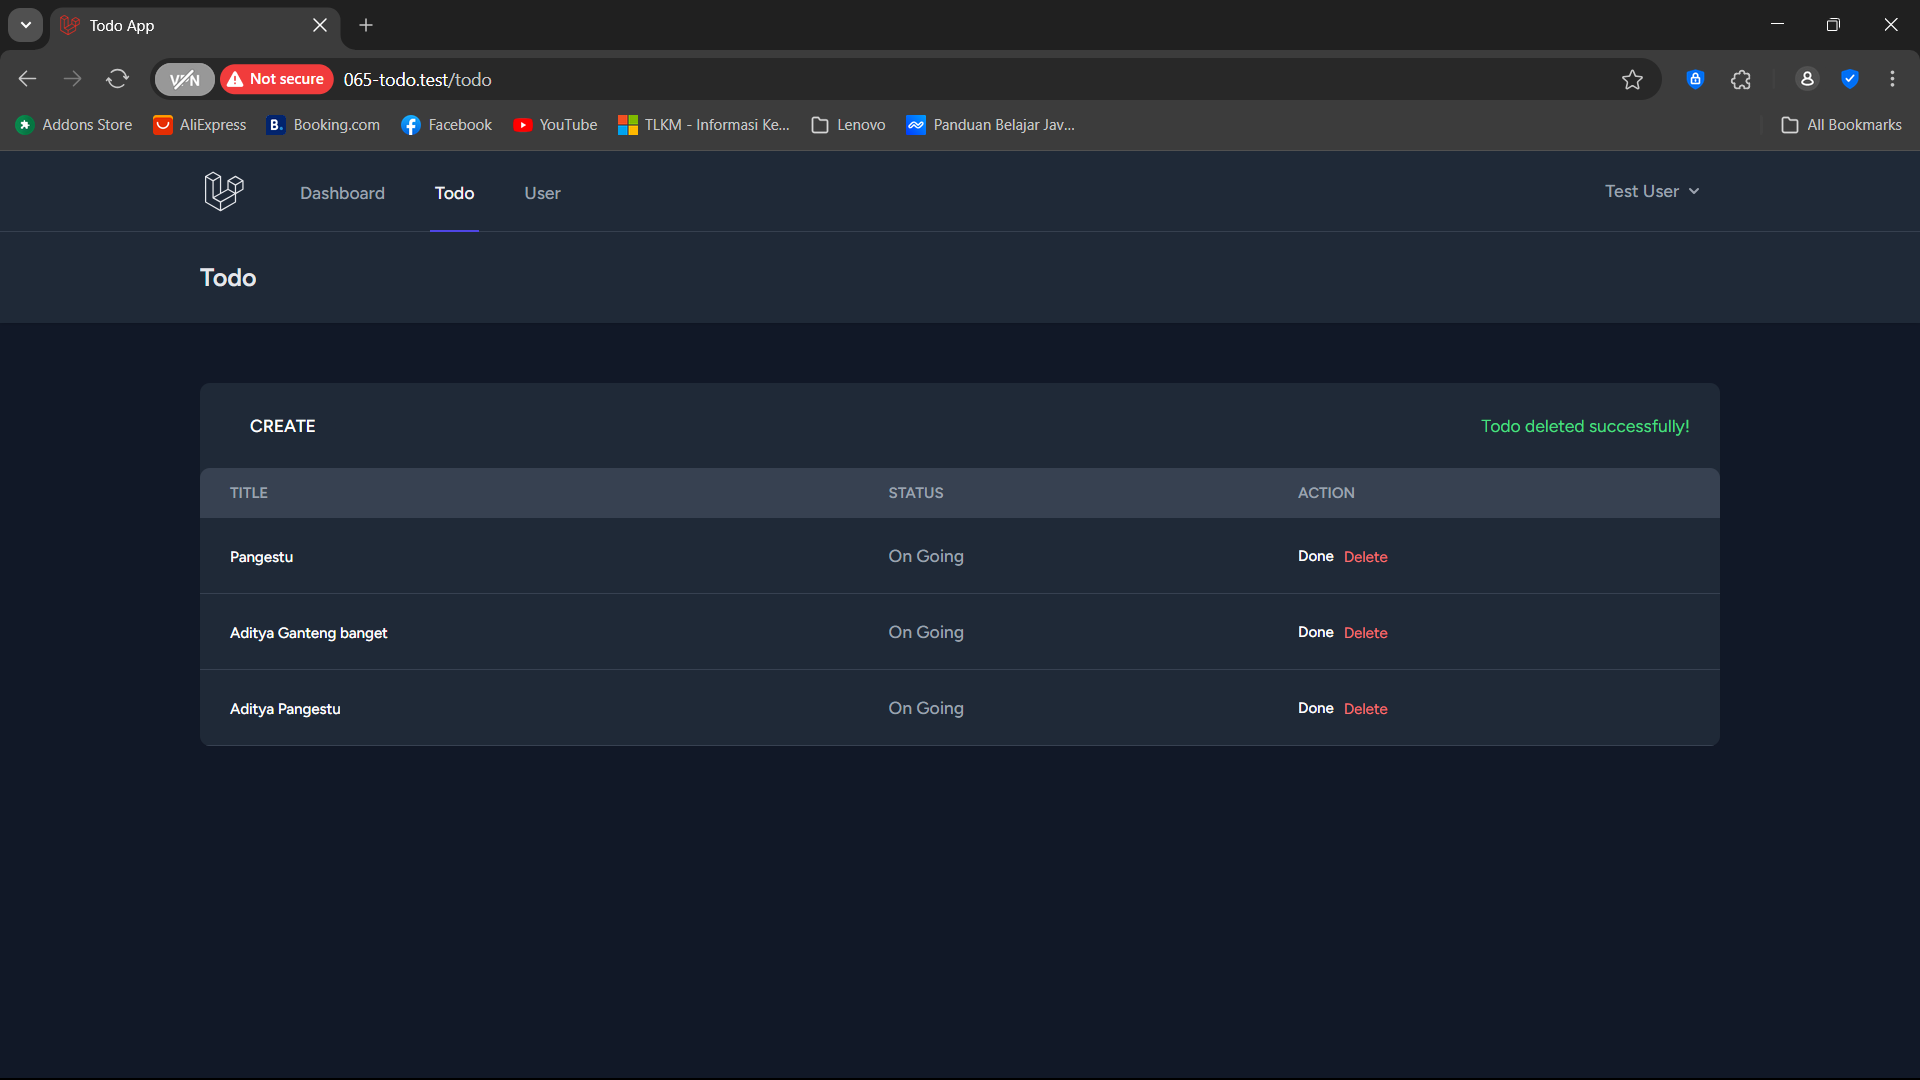 Todo App
VPN Not secure 065-todo.test/todo
Addons Store AliExpress B. Booking.com Facebook YouTube TLKM - Informasi Ke... Lenovo Panduan Belajar Jav... All Bookmarks
Dashboard Todo User Test User
Todo
CREATE Todo deleted successfully!
TITLE STATUS ACTION
Pangestu On Going Done Delete
Aditya Ganteng banget On Going Done Delete
Aditya Pangestu On Going Done Delete